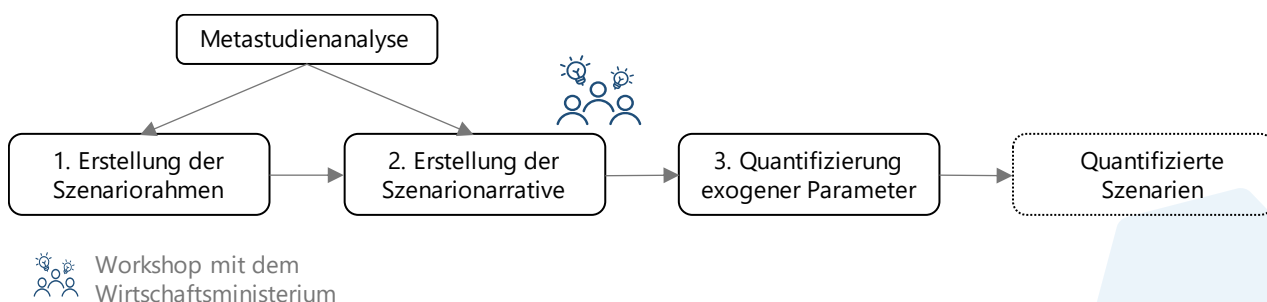 Metastudienanalyse
1. Erstellung der
Szenariorahmen
2. Erstellung der
Szenarionarrative
3. Quantifizierung
exogener Parameter
Quantifizierte
Szenarien
Workshop mit dem
Wirtschaftsministerium